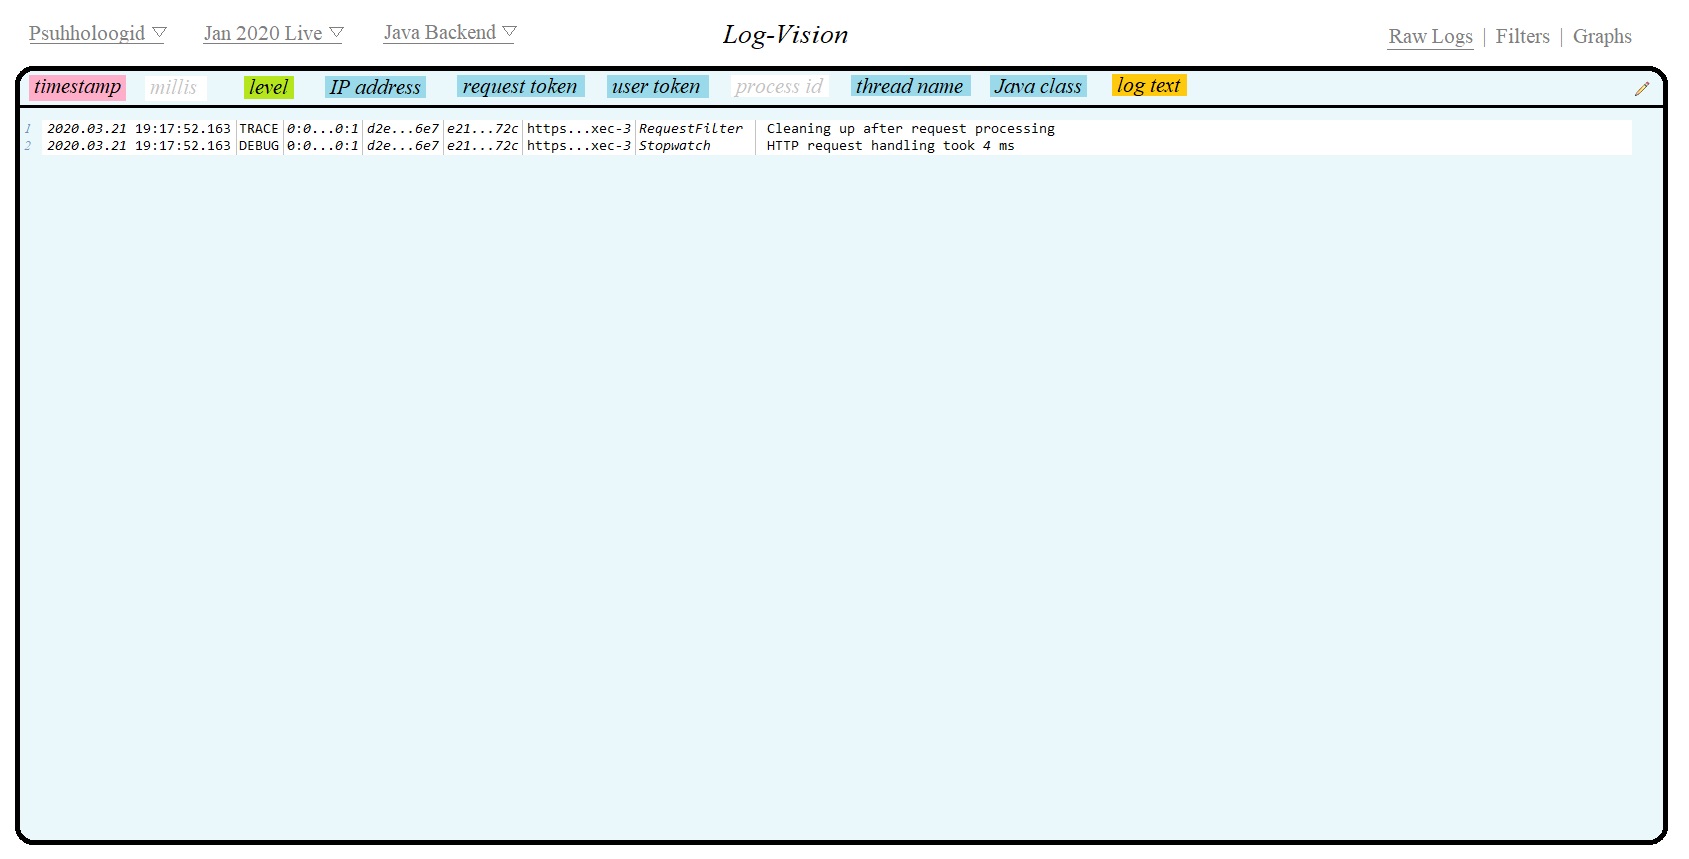 Psuhholoogid ▽ Jan 2020 Live ▽ Java Backend ▽ Log-Vision Raw Logs | Filters | Graphs
timestamp millis level IP address request token user token process id thread name Java class log text
1 2020.03.21 19:17:52.163 TRACE 0:0...0:1 d2e...6e7 e21...72c https...xec-3 RequestFilter Cleaning up after request processing
2 2020.03.21 19:17:52.163 DEBUG 0:0...0:1 d2e...6e7 e21...72c https...xec-3 Stopwatch HTTP request handling took 4 ms